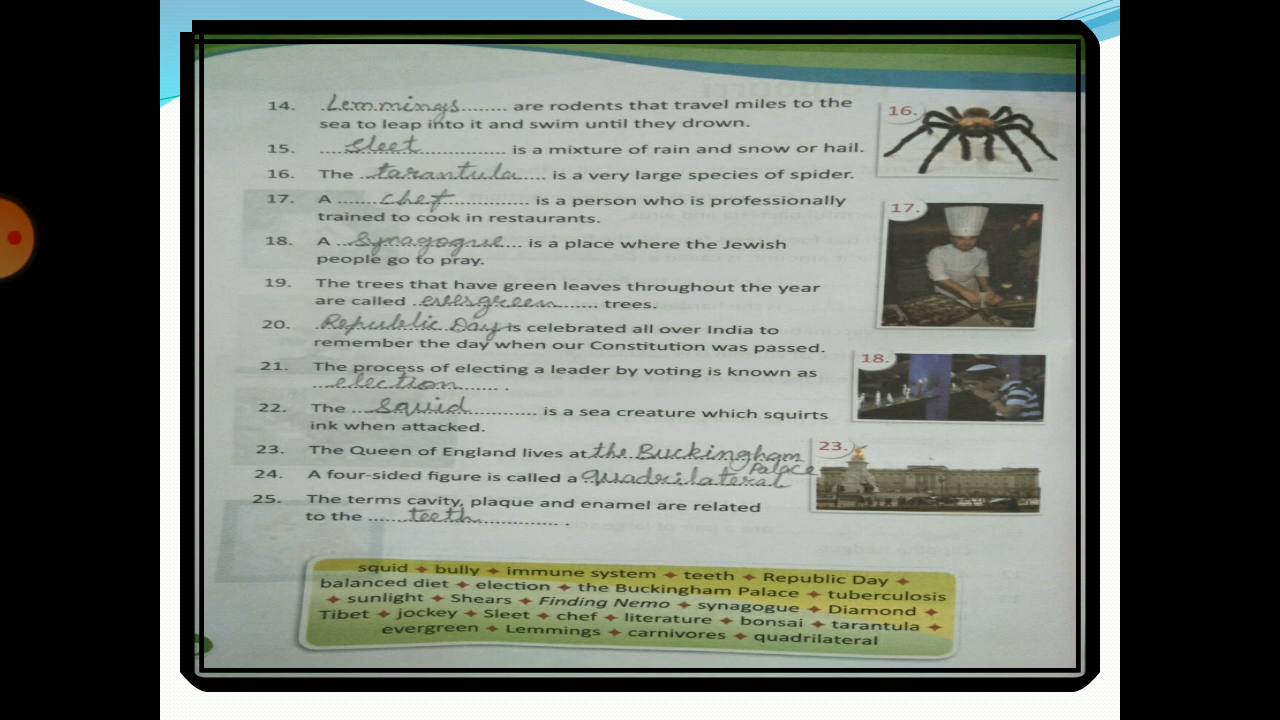 14. Lemmings are rodents that travel miles to the
sea to leap into it and swim until they drown.
15. Sleet is a mixture of rain and snow or hail.
16. The tarantula is a very large species of spider.
17. A chef is a person who is professionally
trained to cook in restaurants.
18. A Synagogue is a place where the Jewish
people go to pray.
19. The trees that have green leaves throughout the year
are called evergreen trees.
20. Republic Day is celebrated all over India to
remember the day when our Constitution was passed.
21. The process of electing a leader by voting is known as
election.
22. The squid is a sea creature which squirts
ink when attacked.
23. The Queen of England lives at the Buckingham
Palace
24. A four-sided figure is called a quadrilateral
25. The terms cavity, plaque and enamel are related
to the teeth.
16.
17.
18.
23.
squid ✦ bully ✦ immune system ✦ teeth ✦ Republic Day ✦
balanced diet ✦ election ✦ the Buckingham Palace ✦ tuberculosis
✦ sunlight ✦ Shears ✦ Finding Nemo ✦ synagogue ✦ Diamond ✦
Tibet ✦ jockey ✦ Sleet ✦ chef ✦ literature ✦ bonsai ✦ tarantula ✦
evergreen ✦ Lemmings ✦ carnivores ✦ quadrilateral